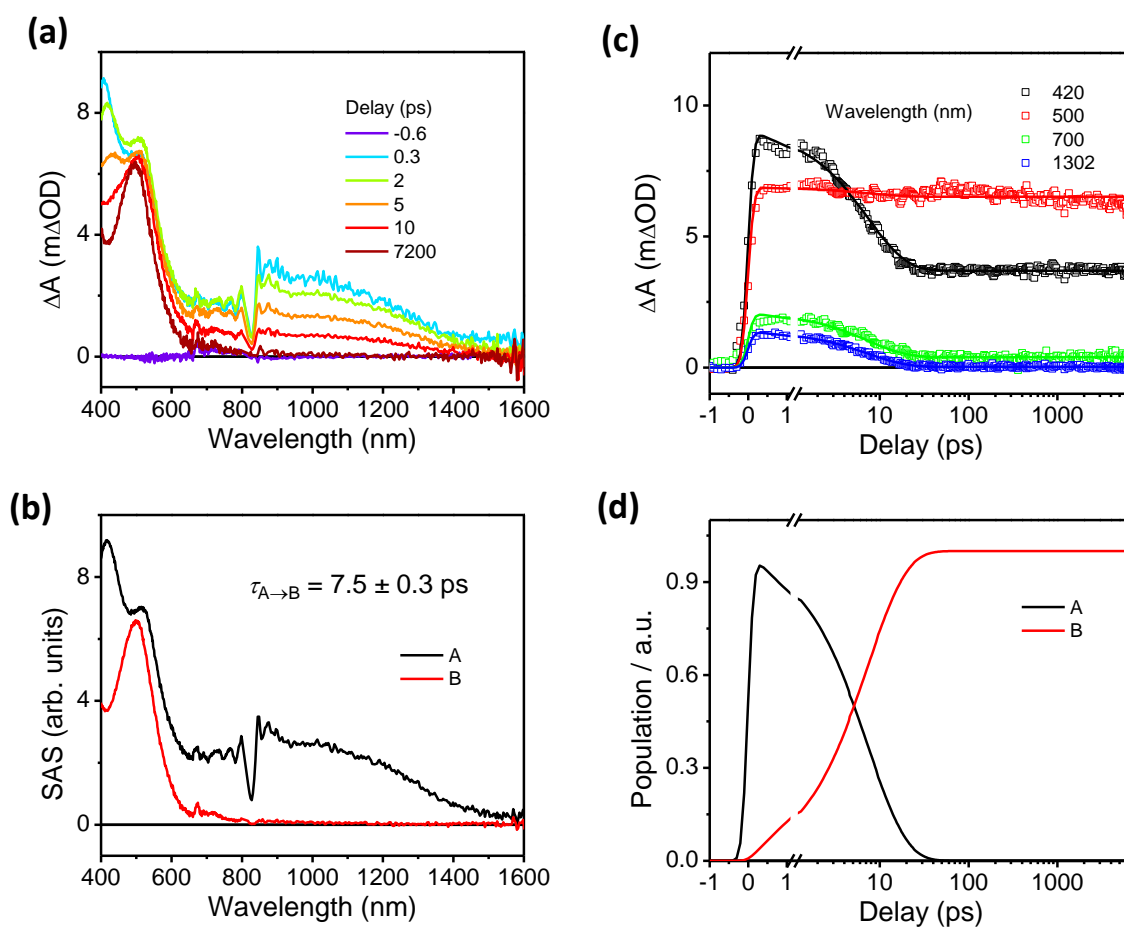 (a)
8
4
0
ΔA (mΔOD)
Delay (ps)
-0.6
0.3
2
5
10
7200
400 600 800 1000 1200 1400 1600
Wavelength (nm)
(c)
10
5
0
ΔA (mΔOD)
Wavelength (nm)
420
500
700
1302
-1 0 1 10 100 1000
Delay (ps)
(b)
8
4
0
SAS (arb. units)
τA→B = 7.5 ± 0.3 ps
A
B
400 600 800 1000 1200 1400 1600
Wavelength (nm)
(d)
0.9
0.6
0.3
0.0
Population / a.u.
A
B
-1 0 1 10 100 1000
Delay (ps)